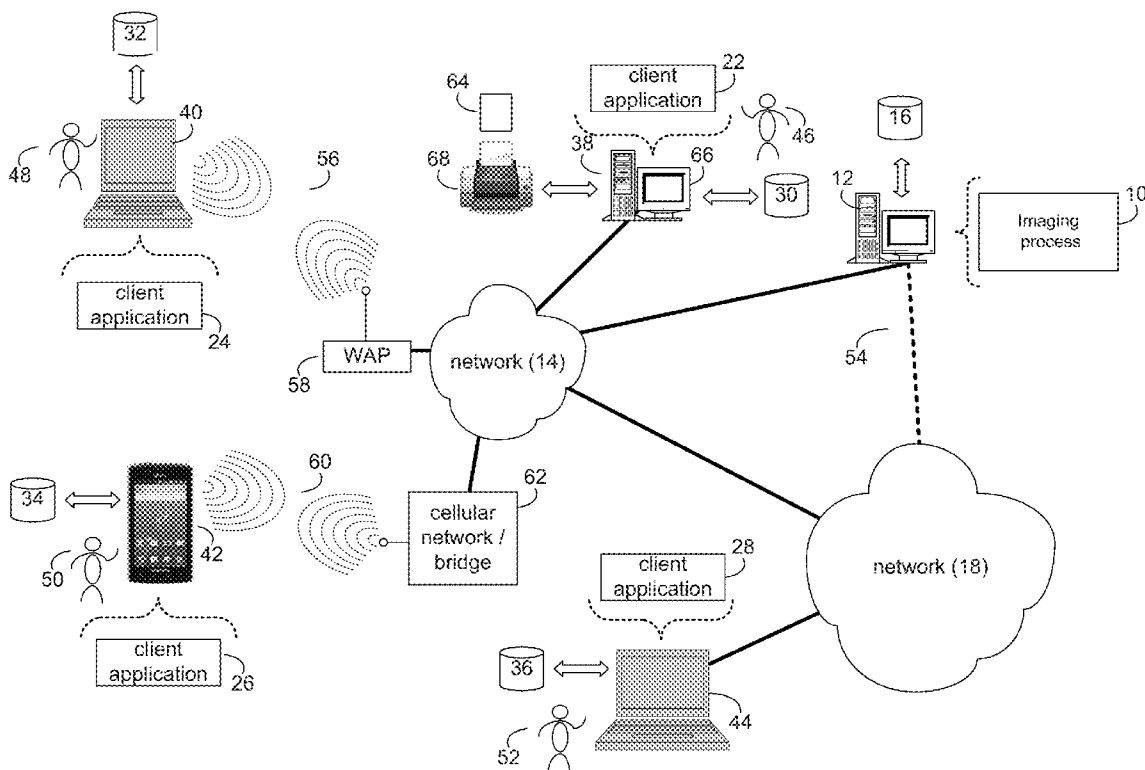 32
40
48
56
client
application
24
64
68
38
client
application
22
46
66
30
16
12
10
Imaging
process
54
58
WAP
network (14)
34
42
50
60
62
cellular
network /
bridge
client
application
26
28
client
application
36
44
52
network (18)